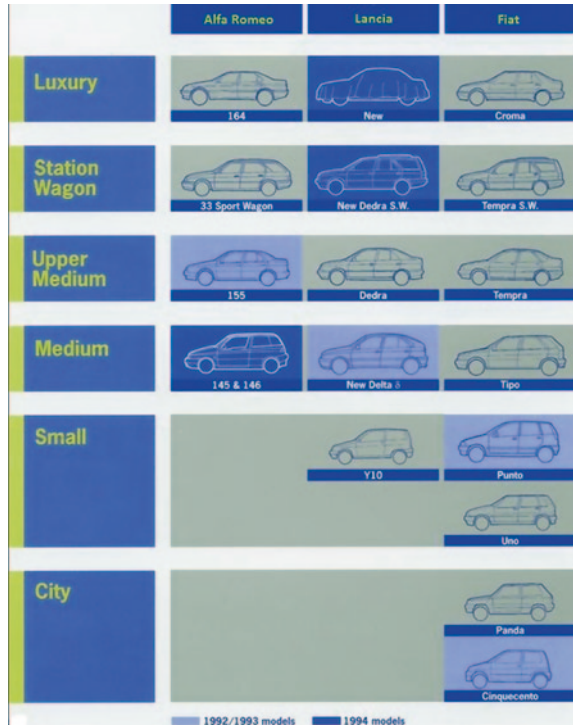 Alfa Romeo Lancia Fiat
Luxury
164 New Croma
Station
Wagon
33 Sport Wagon New Dedra S.W. Tempra S.W.
Upper
Medium
155 Dedra Tempra
Medium
145 & 146 New Delta δ Tipo
Small
Y10 Punto
Uno
City
Panda
Cinquecento
1992/1993 models 1994 models